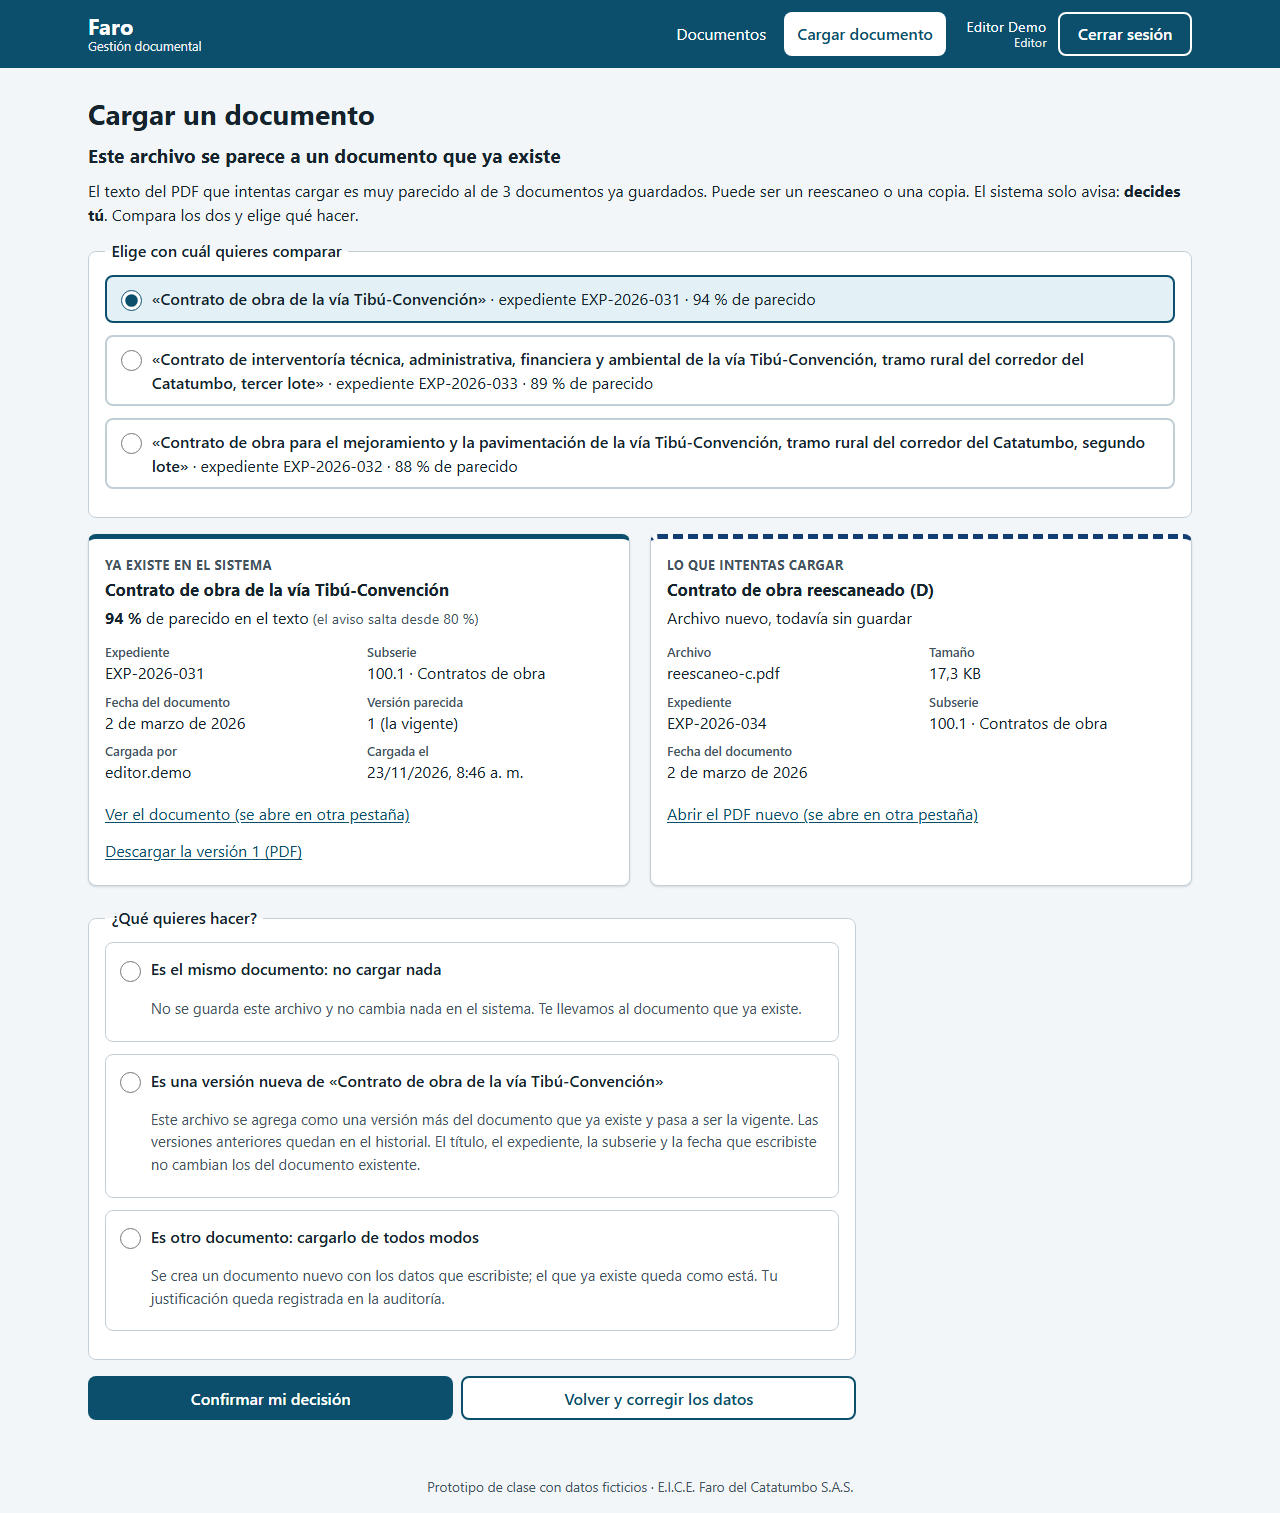 Faro
Gestión documental
Documentos
Cargar documento
Editor Demo
Editor
Cerrar sesión
Cargar un documento
Este archivo se parece a un documento que ya existe
El texto del PDF que intentas cargar es muy parecido al de 3 documentos ya guardados. Puede ser un reescaneo o una copia. El sistema solo avisa: decides
tú. Compara los dos y elige qué hacer.
Elige con cuál quieres comparar
«Contrato de obra de la vía Tibú-Convención» · expediente EXP-2026-031 · 94 % de parecido
«Contrato de interventoría técnica, administrativa, financiera y ambiental de la vía Tibú-Convención, tramo rural del corredor del
Catatumbo, tercer lote» · expediente EXP-2026-033 · 89 % de parecido
«Contrato de obra para el mejoramiento y la pavimentación de la vía Tibú-Convención, tramo rural del corredor del Catatumbo, segundo
lote» · expediente EXP-2026-032 · 88 % de parecido
YA EXISTE EN EL SISTEMA
Contrato de obra de la vía Tibú-Convención
94 % de parecido en el texto (el aviso salta desde 80 %)
Expediente
EXP-2026-031
Subserie
100.1 · Contratos de obra
Fecha del documento
2 de marzo de 2026
Versión parecida
1 (la vigente)
Cargada por
editor.demo
Cargada el
23/11/2026, 8:46 a. m.
Ver el documento (se abre en otra pestaña)
Descargar la versión 1 (PDF)
LO QUE INTENTAS CARGAR
Contrato de obra reescaneado (D)
Archivo nuevo, todavía sin guardar
Archivo
reescaneo-c.pdf
Tamaño
17,3 KB
Expediente
EXP-2026-034
Subserie
100.1 · Contratos de obra
Fecha del documento
2 de marzo de 2026
Abrir el PDF nuevo (se abre en otra pestaña)
¿Qué quieres hacer?
Es el mismo documento: no cargar nada
No se guarda este archivo y no cambia nada en el sistema. Te llevamos al documento que ya existe.
Es una versión nueva de «Contrato de obra de la vía Tibú-Convención»
Este archivo se agrega como una versión más del documento que ya existe y pasa a ser la vigente. Las
versiones anteriores quedan en el historial. El título, el expediente, la subserie y la fecha que escribiste
no cambian los del documento existente.
Es otro documento: cargarlo de todos modos
Se crea un documento nuevo con los datos que escribiste; el que ya existe queda como está. Tu
justificación queda registrada en la auditoría.
Confirmar mi decisión
Volver y corregir los datos
Prototipo de clase con datos ficticios · E.I.C.E. Faro del Catatumbo S.A.S.